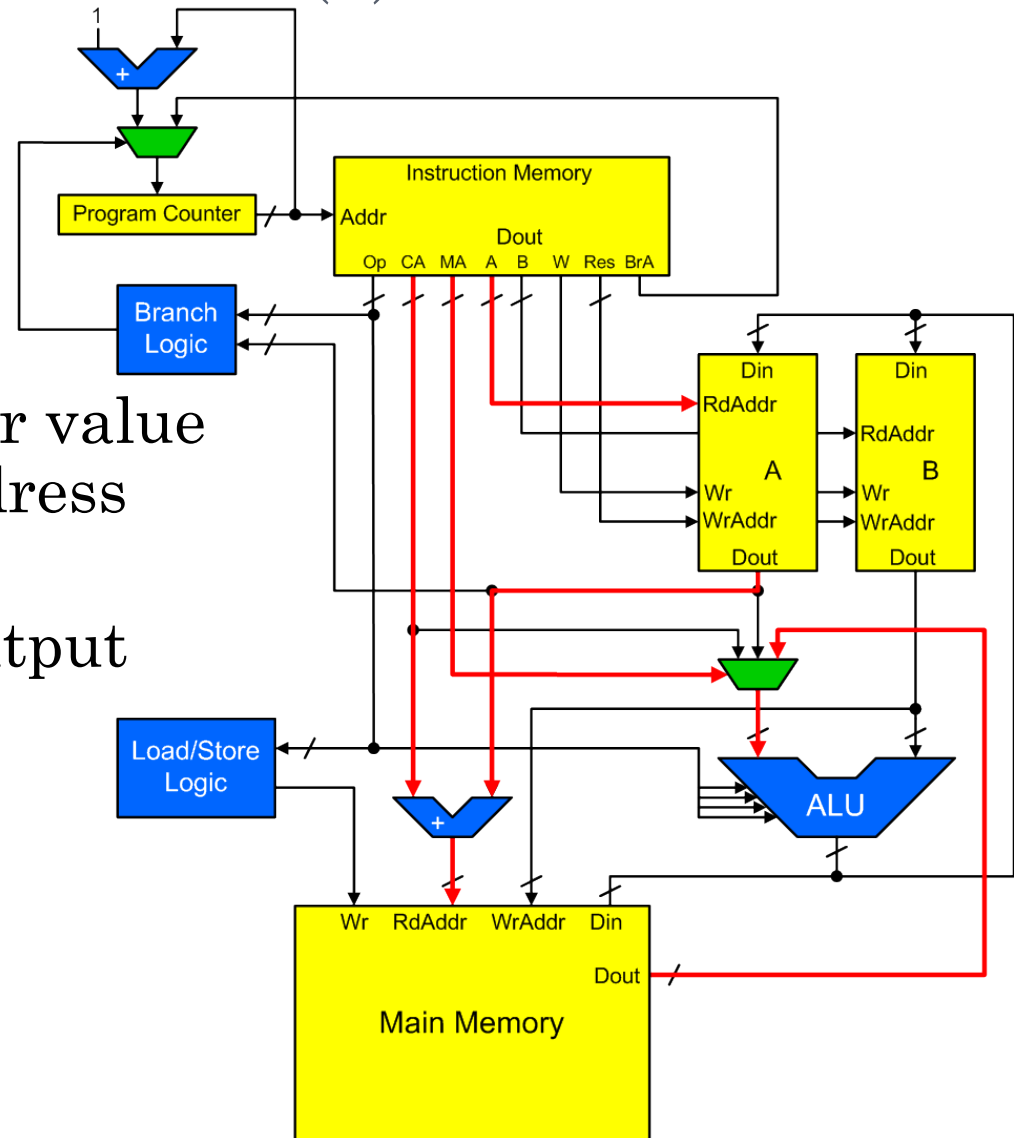 1
+
Program Counter
Instruction Memory
Addr
Dout
Op CA MA A B W Res BrA
Branch
Logic
Din
RdAddr
A
Wr
WrAddr
Dout
Din
RdAddr
B
Wr
WrAddr
Dout
r value
dress
tput
Load/Store
Logic
+
ALU
Wr RdAddr WrAddr Din
Dout
Main Memory